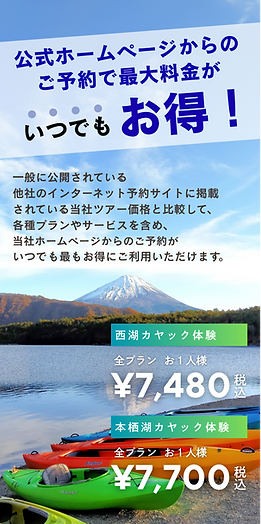 公式ホームページからの
ご予約で最大料金が
いつでもお得！
一般に公開されている
他社のインターネット予約サイトに掲載
されている当社ツアー価格と比較して、
各種プランやサービスを含め、
当社ホームページからのご予約が
いつでも最もお得にご利用いただけます。
西湖カヤック体験
全プラン お1人様
¥7,480税込
本栖湖カヤック体験
全プラン お1人様
¥7,700税込